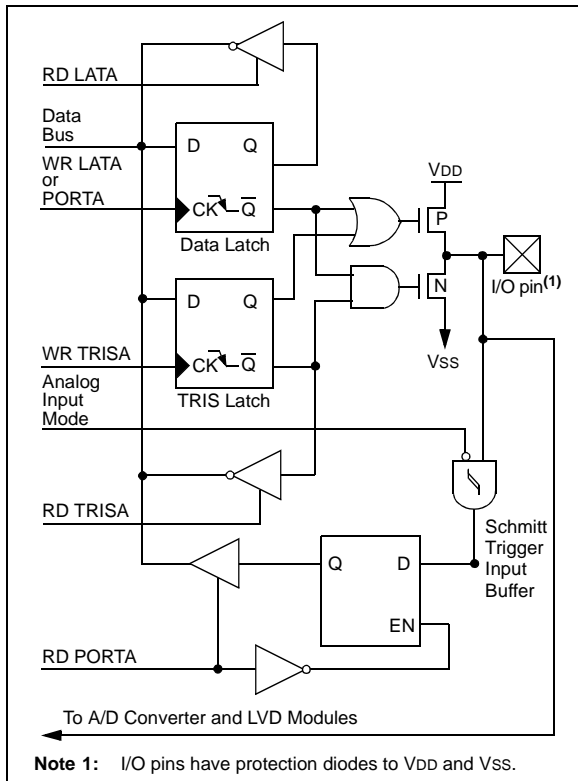 RD LATA
Data
Bus
D Q
WR LATA
or
PORTA
CK Q
Data Latch
VDD
P
N
I/O pin(1)
VSS
D Q
WR TRISA
CK Q
TRIS Latch
Analog
Input
Mode
RD TRISA
Schmitt
Trigger
Input
Buffer
Q D
EN
RD PORTA
To A/D Converter and LVD Modules
Note 1: I/O pins have protection diodes to VDD and VSS.